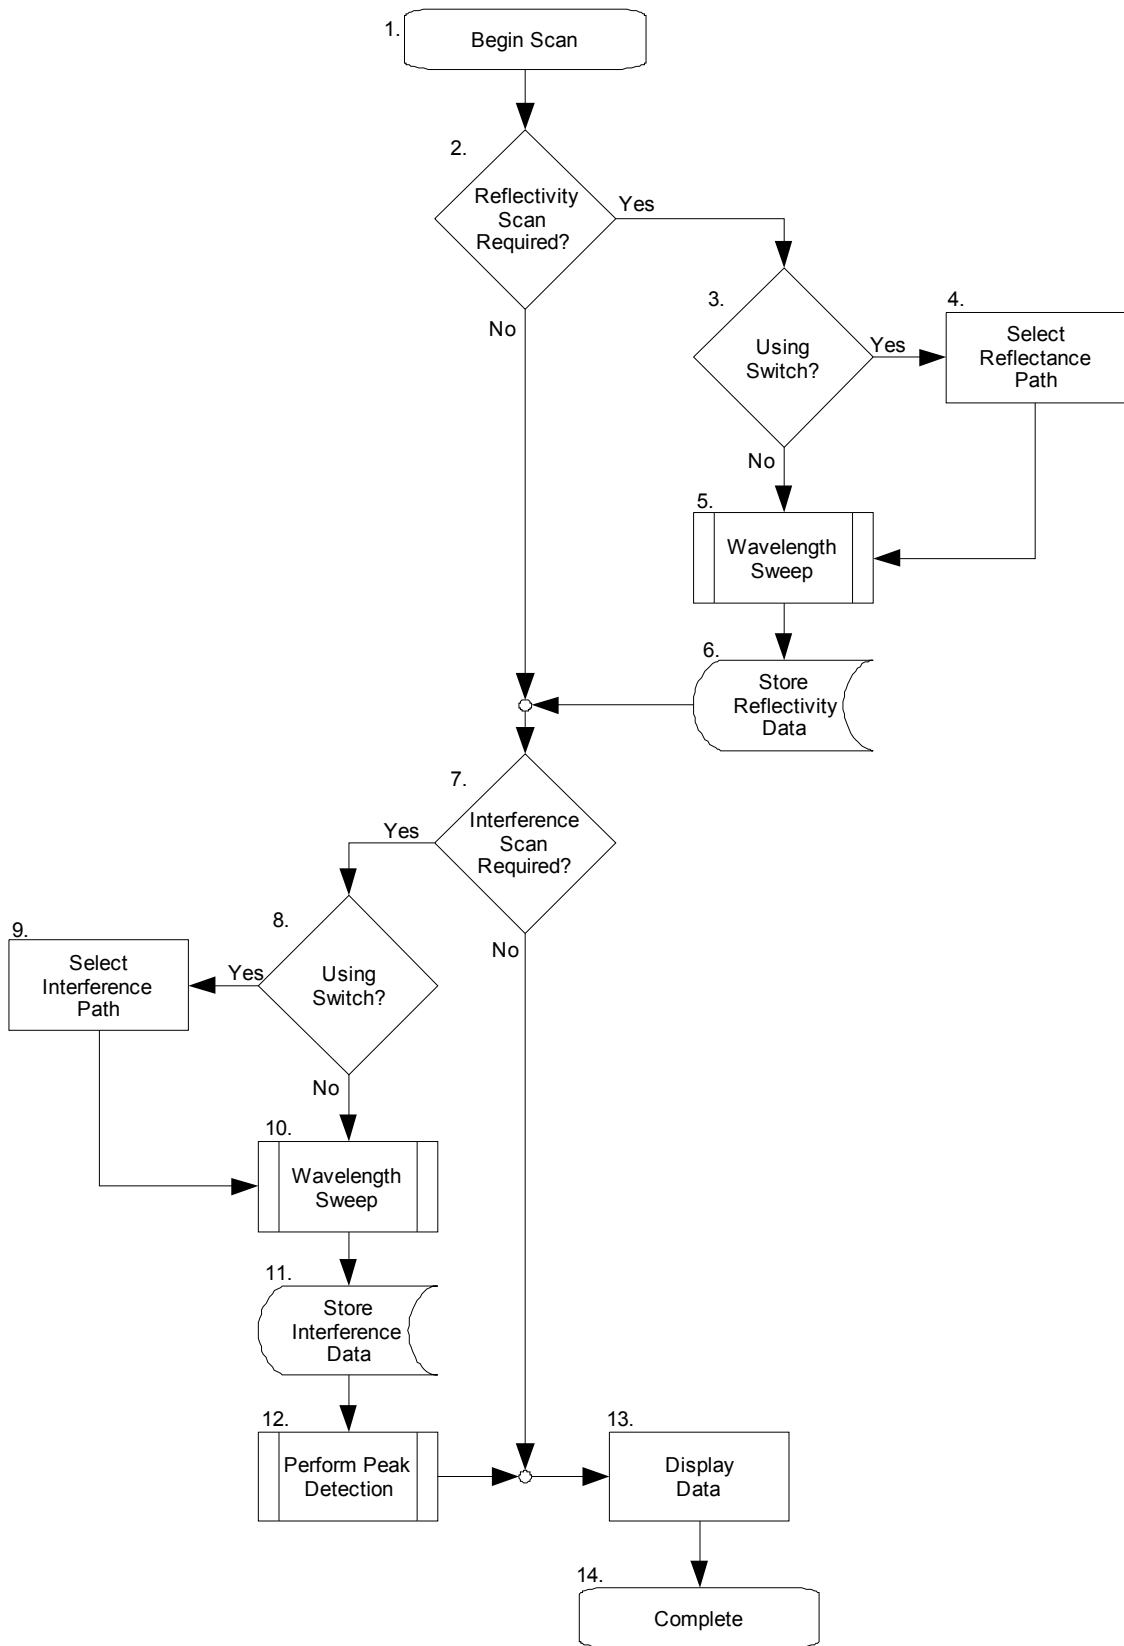 1.
Begin Scan
2.
Reflectivity
Scan
Required?
Yes
No
3.
Using
Switch?
Yes
No
4.
Select
Reflectance
Path
5.
Wavelength
Sweep
6.
Store
Reflectivity
Data
7.
Interference
Scan
Required?
Yes
No
8.
Using
Switch?
Yes
No
9.
Select
Interference
Path
10.
Wavelength
Sweep
11.
Store
Interference
Data
12.
Perform Peak
Detection
13.
Display
Data
14.
Complete